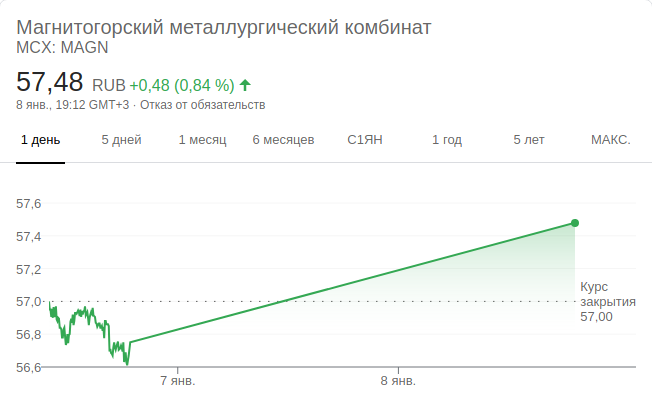 Магнитогорский металлургический комбинат
MCX: MAGN
57,48 RUB +0,48 (0,84 %)
8 янв., 19:12 GMT+3 · Отказ от обязательств
1 день 5 дней 1 месяц 6 месяцев С1ЯН 1 год 5 лет МАКС.
57,6
57,4
57,2
57,0
56,8
56,6
Курс
закрытия
57,00
7 янв. 8 янв.